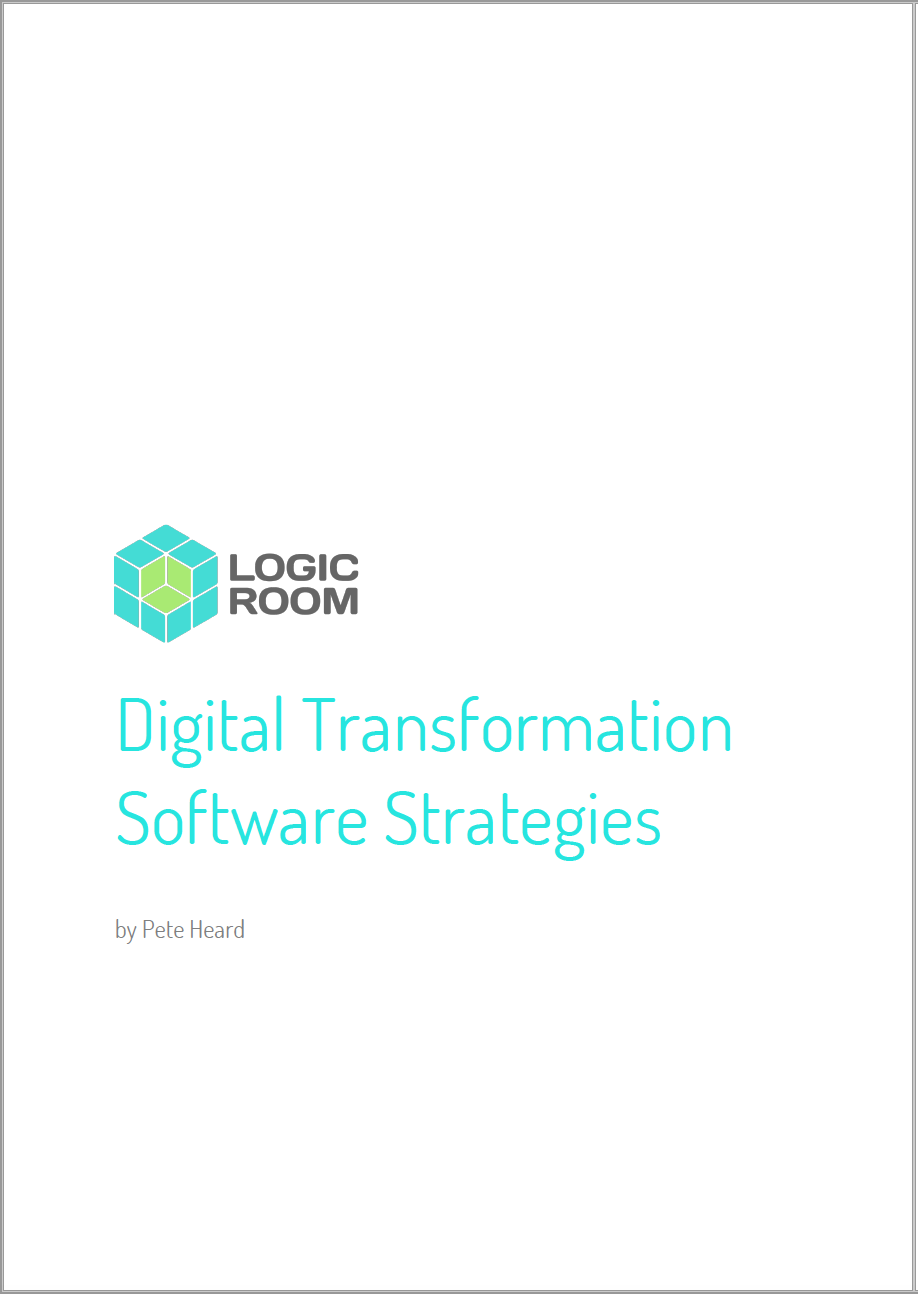 LOGIC
ROOM
Digital Transformation
Software Strategies
by Pete Heard